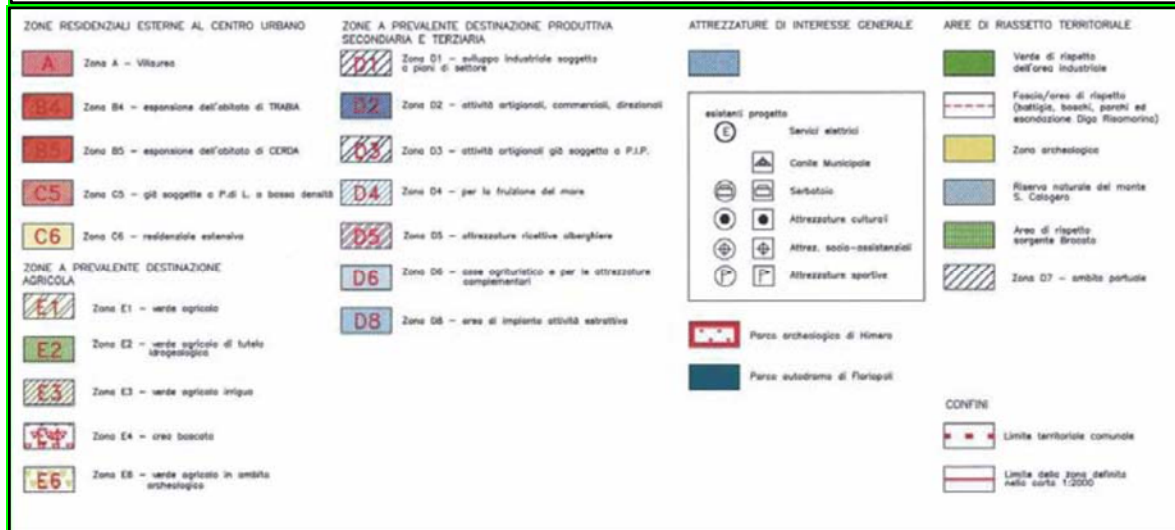 ZONE RESIDENZIALI ESTERNE AL CENTRO URBANO
A Zona A - Villaurea
B4 Zona B4 - espansione dell'abitato di TRABIA
B5 Zona B5 - espansione dell'abitato di CERDA
C5 Zona C5 - già soggette a P.di L. a bassa densità
C6 Zona C6 - residenziale estensiva
ZONE A PREVALENTE DESTINAZIONE
AGRICOLA
E1 Zona E1 - verde agricolo
E2 Zona E2 - verde agricolo di tutela
idrogeologica
E3 Zona E3 - verde agricolo irriguo
E4 Zona E4 - area boscata
E6 Zona E6 - verde agricolo in ambito
archeologico
ZONE A PREVALENTE DESTINAZIONE PRODUTTIVA
SECONDARIA E TERZIARIA
D1 Zona D1 - sviluppo industriale soggetto
a piani di settore
D2 Zona D2 - attività artigianali, commerciali, direzionali
D3 Zona D3 - attività artigianali già soggetto a P.I.P.
D4 Zona D4 - per la fruizione del mare
D5 Zona D5 - attrezzature ricettive alberghiere
D6 Zona D6 - case agrituristico e per le attrezzature
complementari
D8 Zona D8 - area di impianto attività estrattiva
ATTREZZATURE DI INTERESSE GENERALE
esistenti progetto
E Servizi elettrici
Canile Municipale
Serbatoio
Attrezzature culturali
Attrez. socio-assistenziali
Attrezzature sportive
Parco archeologico di Himera
Parco autodromo di Floriopoli
AREE DI RIASSETTO TERRITORIALE
Verde di rispetto
dell'area industriale
Fascia/area di rispetto
(battigia, boschi, parchi ed
esondazione Diga Rosamarina)
Zona archeologica
Riserva naturale del monte
S. Calogero
Area di rispetto
sorgente Brocato
Zona D7 - ambito portuale
CONFINI
Limite territoriale comunale
Limite della zona definita
nella carta 1:2000